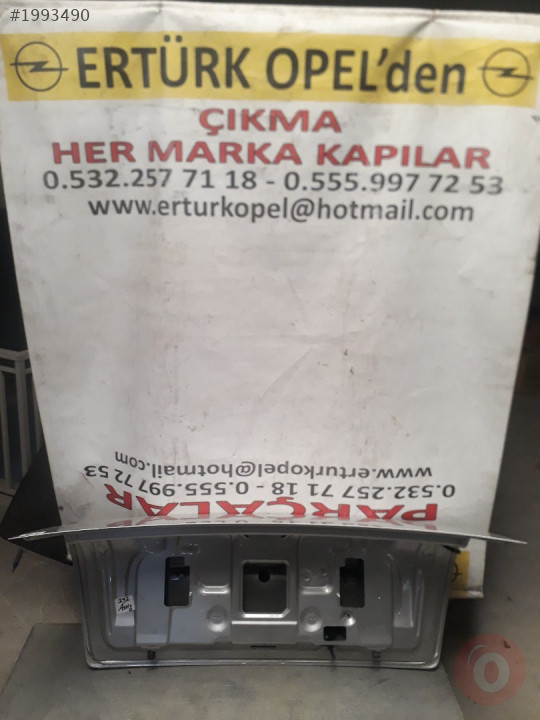 #1993490
ERTÜRK OPEL'den
ÇIKMA
HER MARKA KAPILAR
0.532.257 71 18 - 0.555.997 72 53
www.erturkopel@hotmail.com
www.erturkopel@hotmail.com
0.532.257 71 18 - 0.555.997 72 53
PARÇALAR